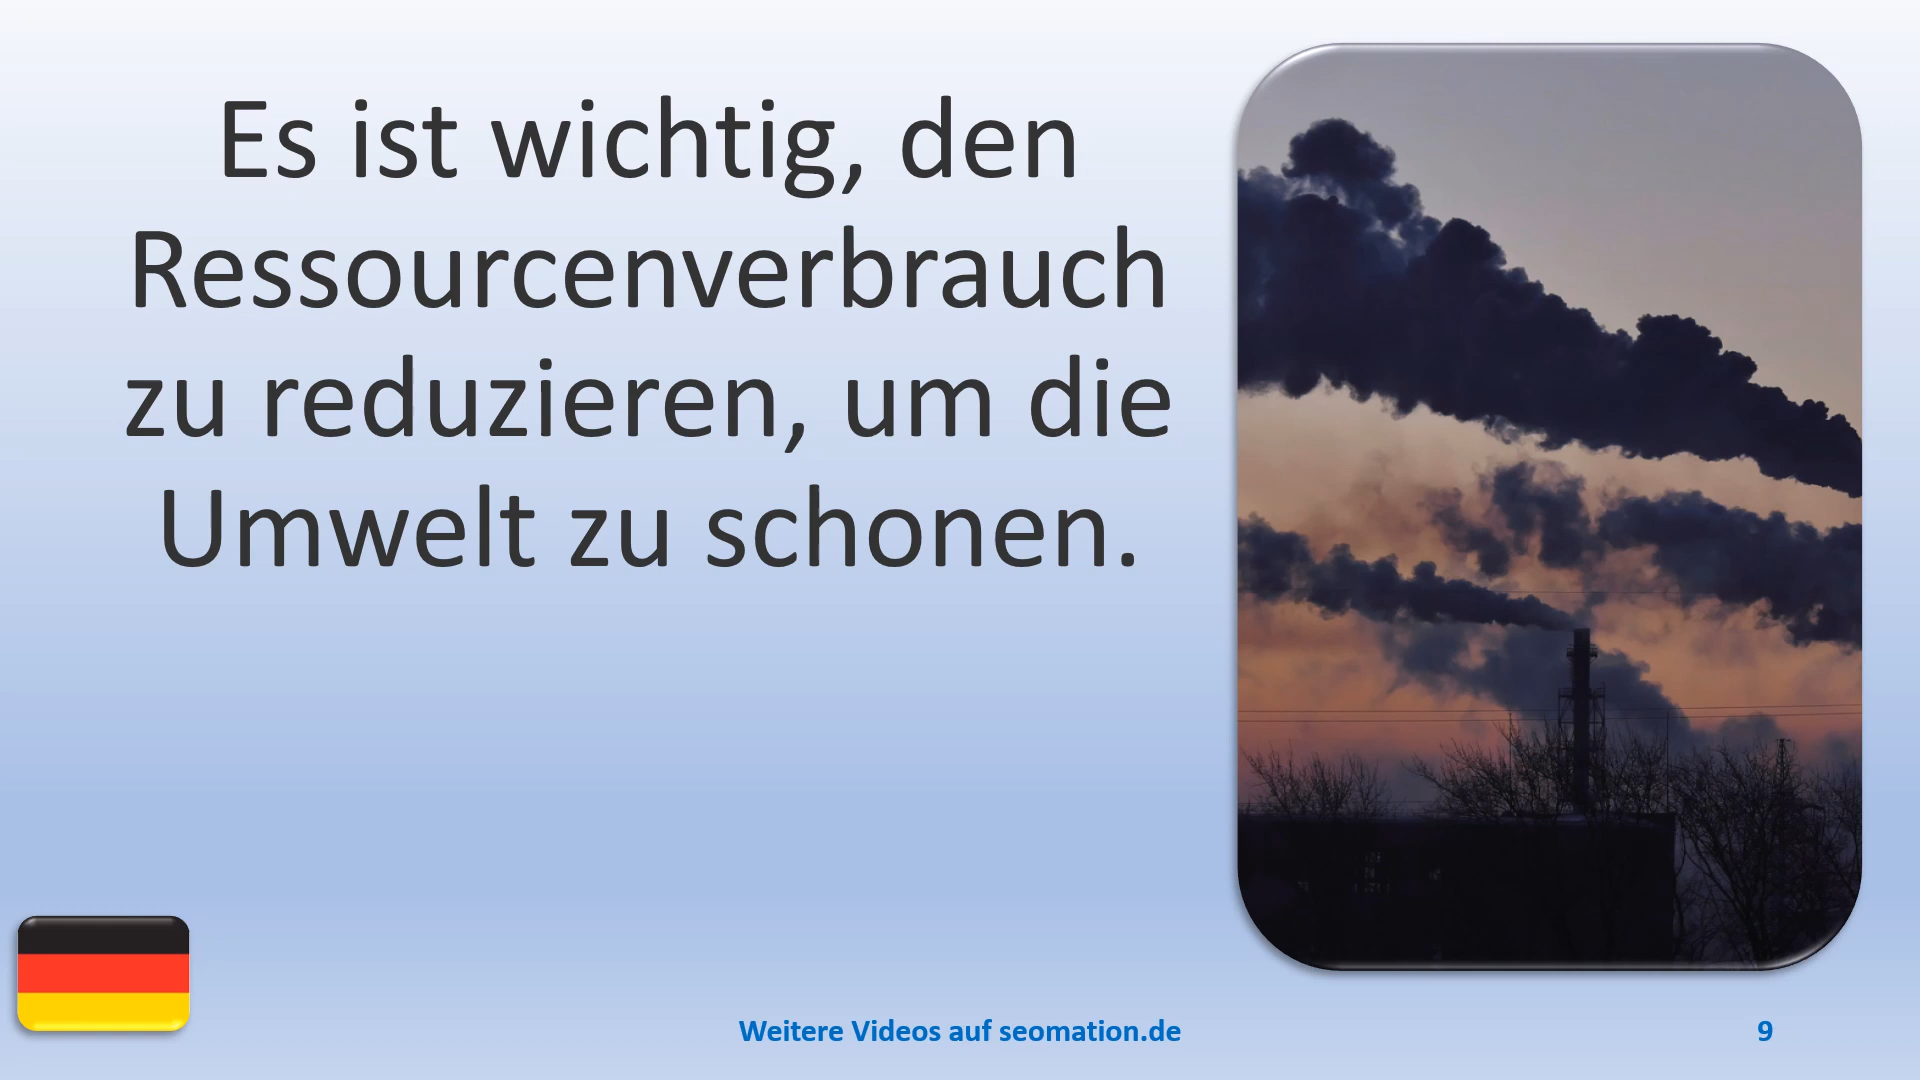 Es ist wichtig, den
Ressourcenverbrauch
zu reduzieren, um die
Umwelt zu schonen.
Weitere Videos auf seomation.de
9